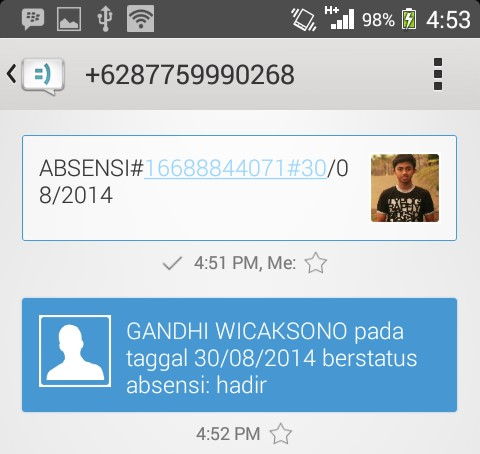 H+ 98% 4:53
=) +6287759990268
ABSENSI#16688844071#30/0
8/2014
4:51 PM, Me:
GANDHI WICAKSONO pada
taggal 30/08/2014 berstatus
absensi: hadir
4:52 PM